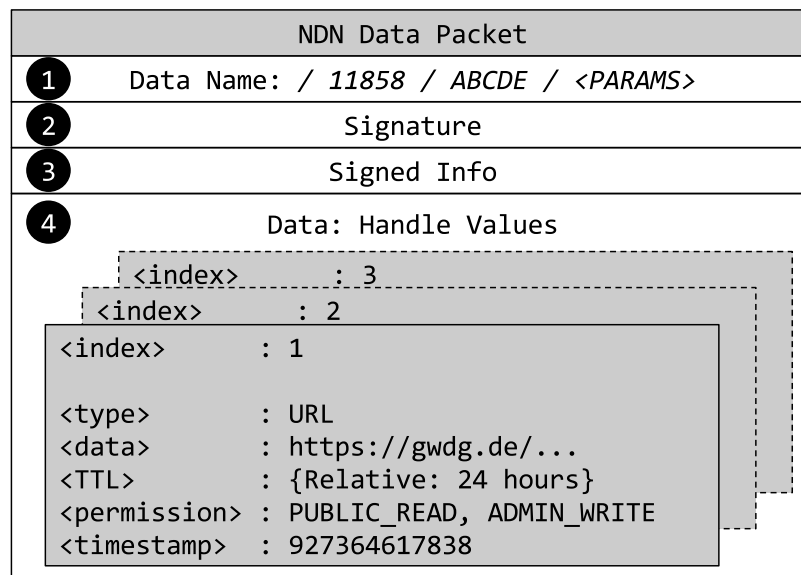 NDN Data Packet
1 Data Name: / 11858 / ABCDE / <PARAMS>
2 Signature
3 Signed Info
4 Data: Handle Values
<index> : 3
<index> : 2
<index> : 1
<type> : URL
<data> : https://gwdg.de/...
<TTL> : {Relative: 24 hours}
<permission> : PUBLIC_READ, ADMIN_WRITE
<timestamp> : 927364617838